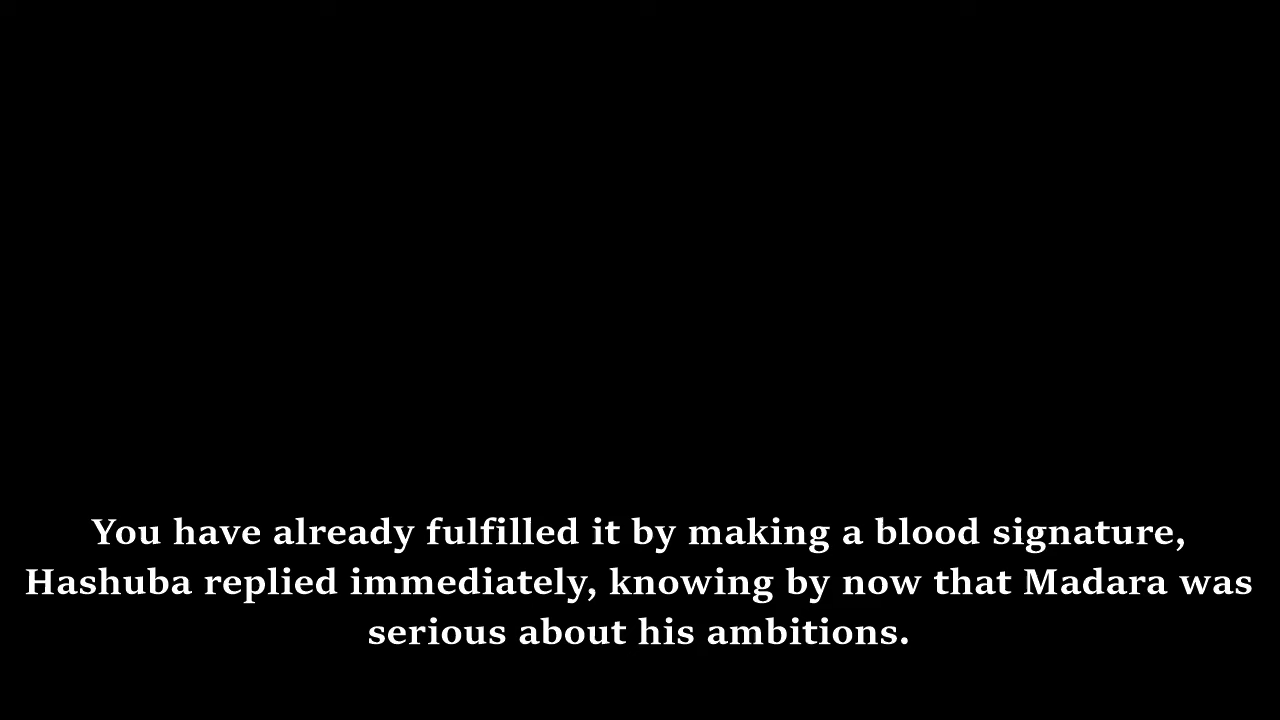 You have already fulfilled it by making a blood signature,
Hashuba replied immediately, knowing by now that Madara was
serious about his ambitions.